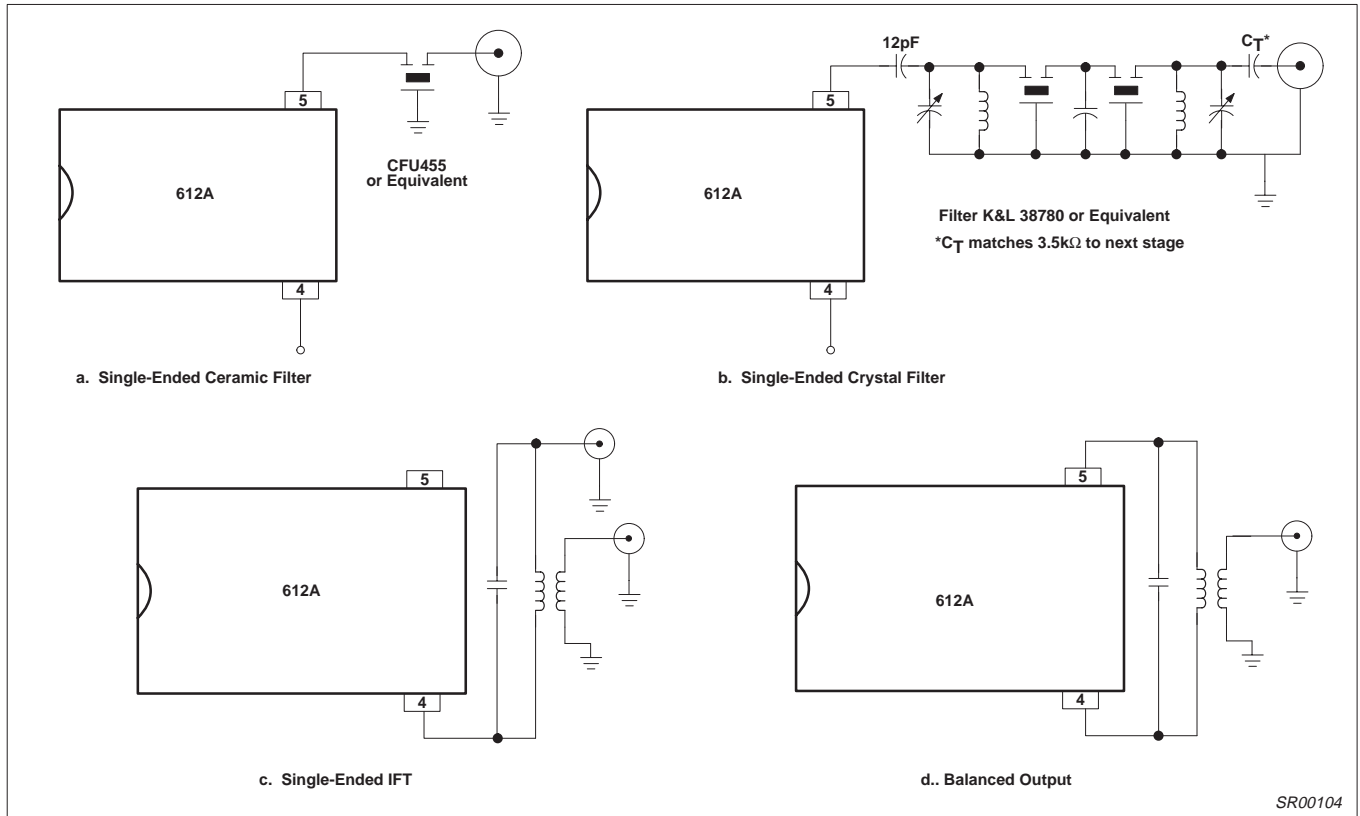 5
CFU455
or Equivalent
612A
4
a. Single-Ended Ceramic Filter
12pF
CT*
5
612A
Filter K&L 38780 or Equivalent
*CT matches 3.5kΩ to next stage
4
b. Single-Ended Crystal Filter
5
612A
4
c. Single-Ended IFT
5
612A
4
d.. Balanced Output
SR00104